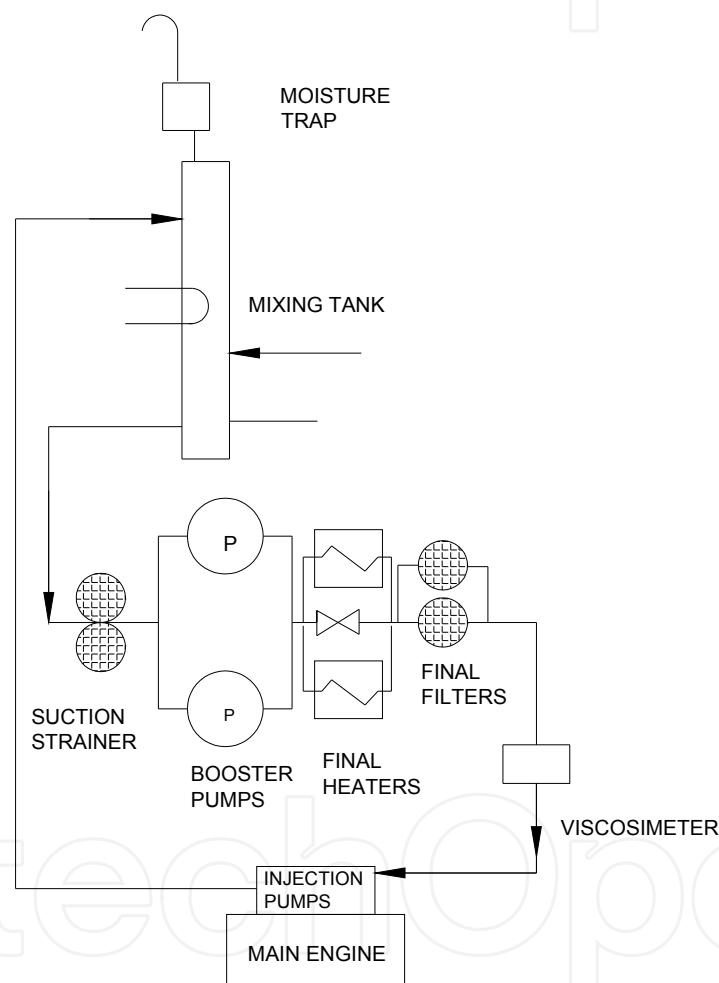 MOISTURE
TRAP
MIXING TANK
P
P
SUCTION
STRAINER
BOOSTER
PUMPS
FINAL
HEATERS
FINAL
FILTERS
VISCOSIMETER
INJECTION
PUMPS
MAIN ENGINE